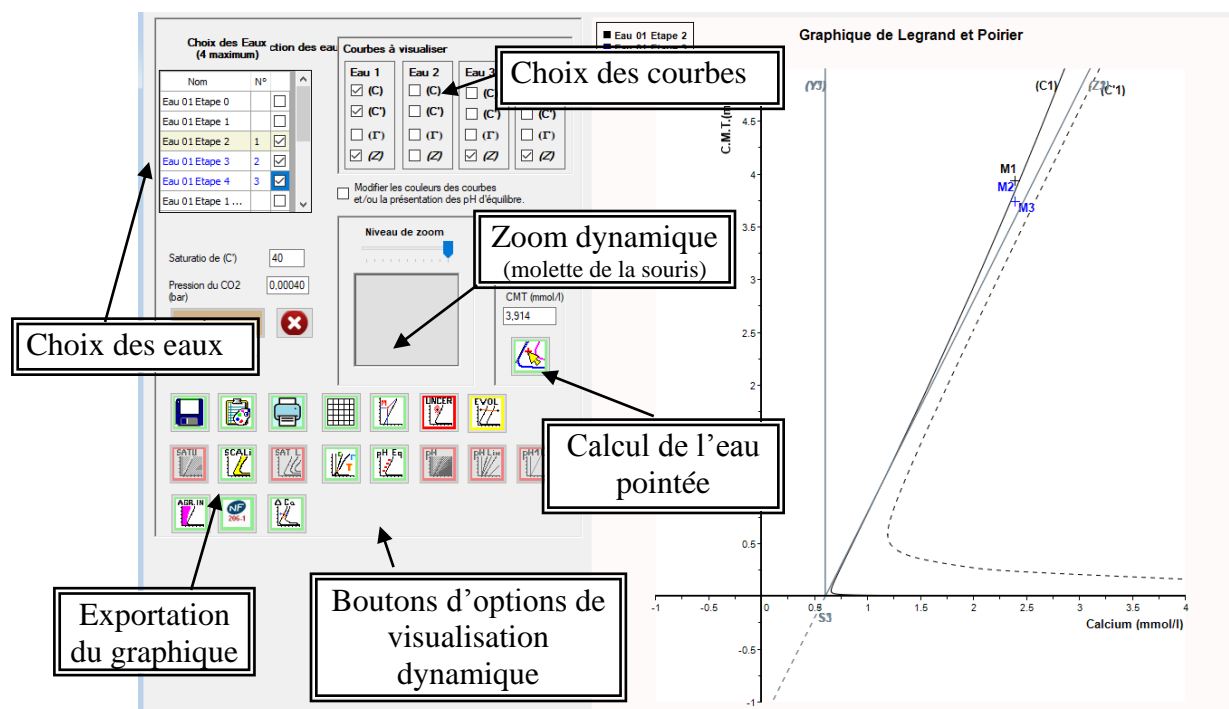 Choix des Eaux
(4 maximum)
ction des eau
Nom N°
Eau 01 Etape 0
Eau 01 Etape 1
Eau 01 Etape 2 1
Eau 01 Etape 3 2
Eau 01 Etape 4 3
Eau 01 Etape 1 ...
Courbes à visualiser
Eau 1 Eau 2 Eau 3
(C) (C) (C
(C') (C') (C') (C')
(Γ) (Γ) (Γ) (Γ)
(Z) (Z) (Z) (Z)
Choix des courbes
Modifier les couleurs des courbes
et/ou la présentation des pH d'équilibre.
Niveau de zoom
Zoom dynamique
(molette de la souris)
Saturatio de (C') 40
Pression du CO2
(bar)
0,00040
CMT (mmol/l)
3,914
Choix des eaux
Calcul de l'eau
pointée
UNCER
EVOL
SATU
SCALi
SAT L
pH Eq
pH
pH Lim
AGR.IN
NF
206-1
Δ Ca
Exportation
du graphique
Boutons d'options de
visualisation
dynamique
Eau 01 Etape 2
Graphique de Legrand et Poirier
C.M.T.(m
(C1)
(C'1)
M1
M2
M3
S3
4.5
4
3.5
3
2.5
2
0.5
-0.5
-1
-1 -0.5 0 0.5 1 1.5 2 2.5 3 3.5 4
Calcium (mmol/l)